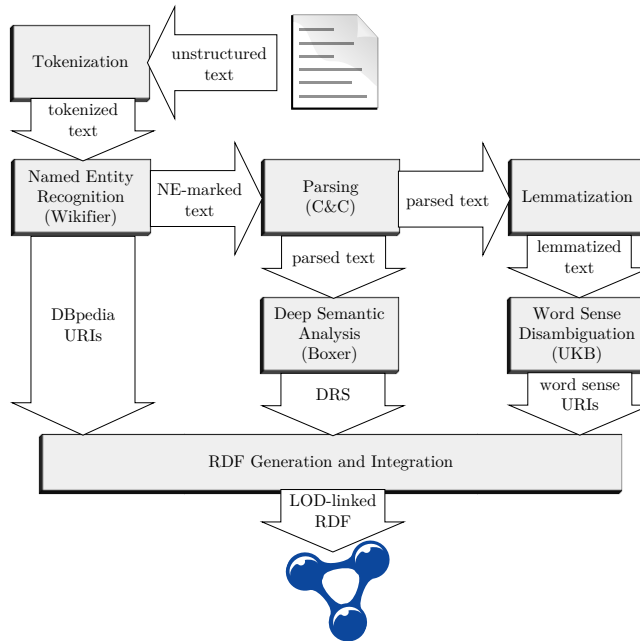 Tokenization
unstructured
text
tokenized
text
Named Entity
Recognition
(Wikifier)
NE-marked
text
Parsing
(C&C)
parsed text
Lemmatization
parsed text
lemmatized
text
DBpedia
URIs
Deep Semantic
Analysis
(Boxer)
Word Sense
Disambiguation
(UKB)
DRS
word sense
URIs
RDF Generation and Integration
LOD-linked
RDF